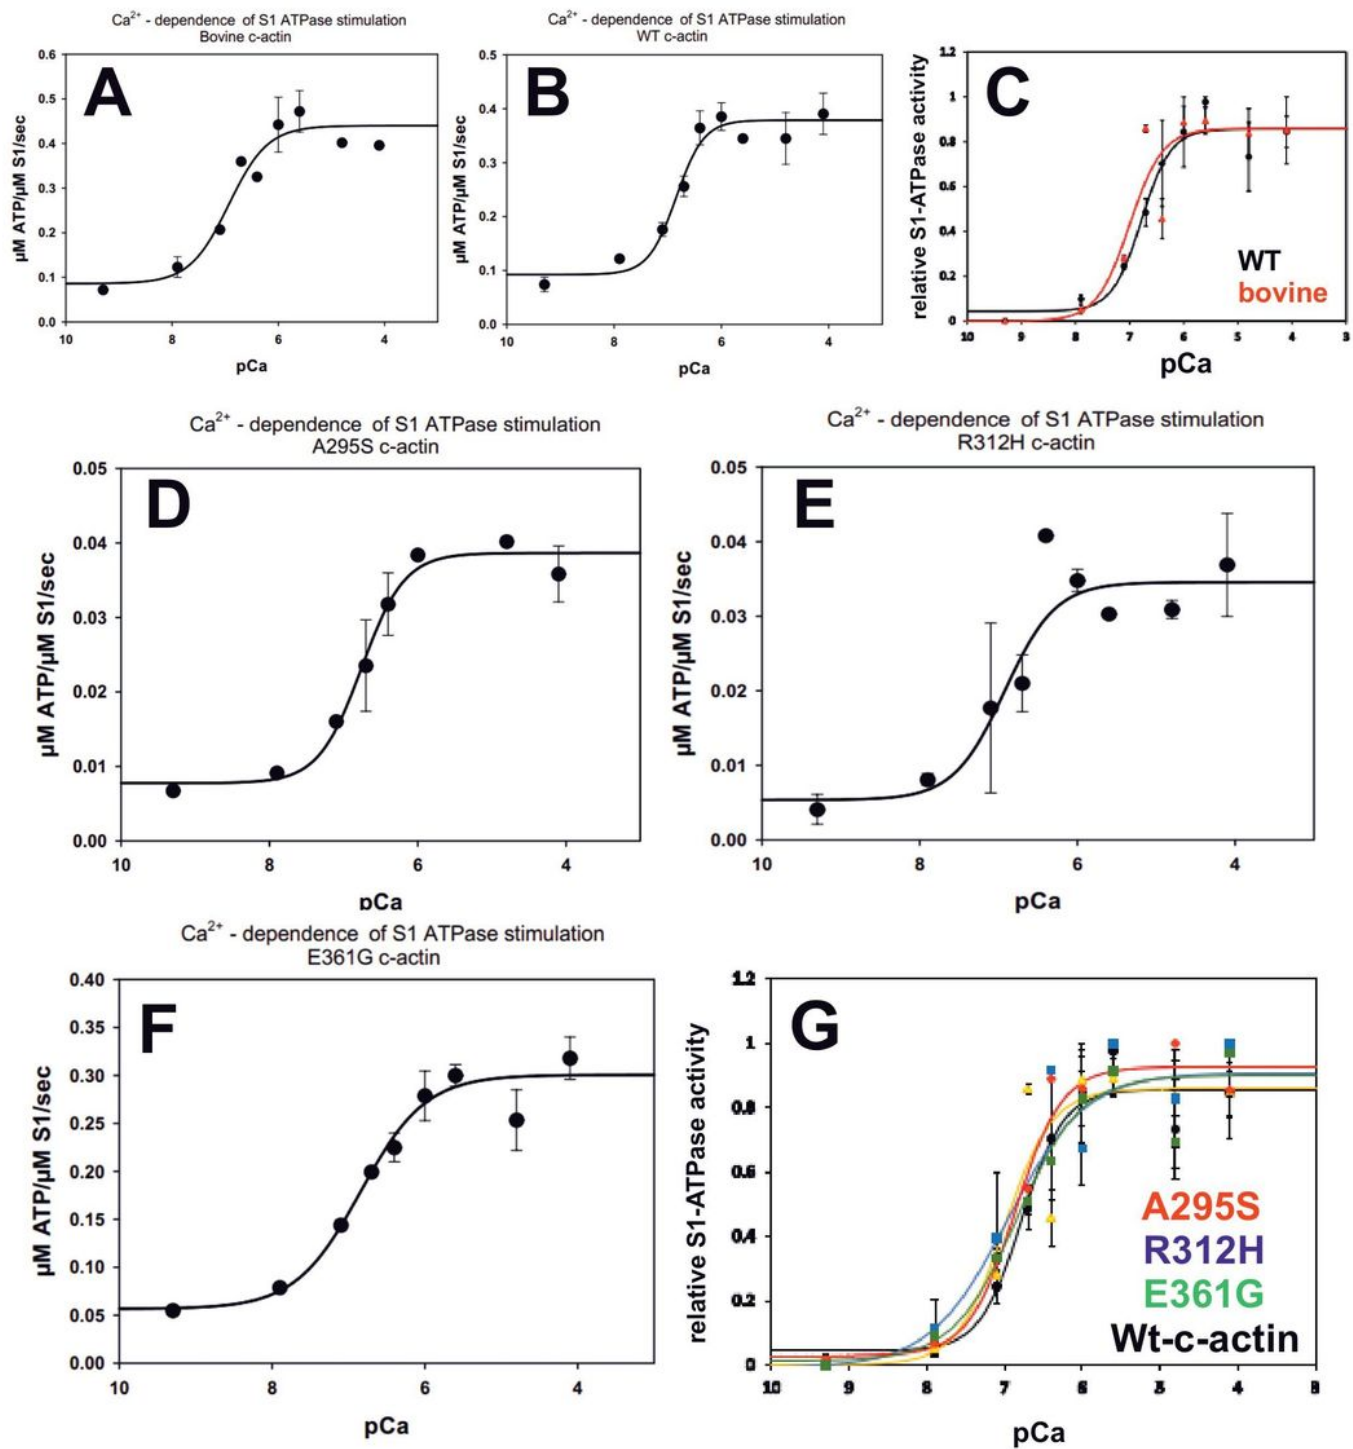 Ca2+ - dependence of S1 ATPase stimulation
Bovine c-actin
A
µM ATP/µM S1/sec
0.6
0.5
0.4
0.3
0.2
0.1
0.0
10 8 6 4
pCa
Ca2+ - dependence of S1 ATPase stimulation
WT c-actin
B
µM ATP/µM S1/sec
0.5
0.4
0.3
0.2
0.1
0.0
10 8 6 4
pCa
C
relative S1-ATPase activity
1.2
1
0.8
0.6
0.4
0.2
0
10 9 8 7 6 5 4 3
WT
bovine
pCa
Ca2+ - dependence of S1 ATPase stimulation
A295S c-actin
D
µM ATP/µM S1/sec
0.05
0.04
0.03
0.02
0.01
0.00
10 8 6 4
pCa
Ca2+ - dependence of S1 ATPase stimulation
R312H c-actin
E
µM ATP/µM S1/sec
0.05
0.04
0.03
0.02
0.01
0.00
10 8 6 4
pCa
Ca2+ - dependence of S1 ATPase stimulation
E361G c-actin
F
µM ATP/µM S1/sec
0.40
0.35
0.30
0.25
0.20
0.15
0.10
0.05
0.00
10 8 6 4
pCa
G
relative S1-ATPase activity
1.2
1
0.8
0.6
0.4
0.2
0
10 9 8 7 6 4
A295S
R312H
E361G
Wt-c-actin
pCa